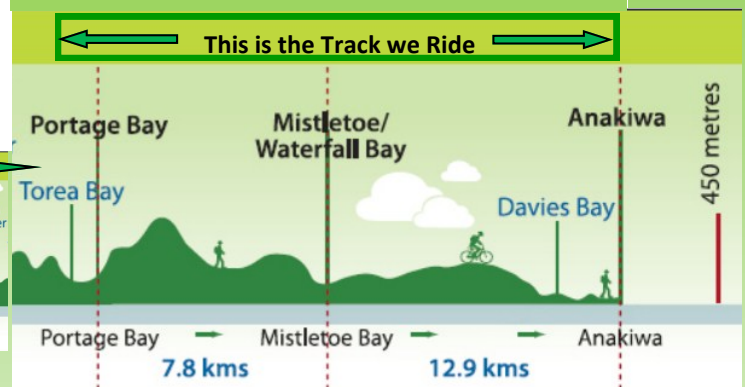 This is the Track we Ride
Portage Bay
Mistletoe/
Waterfall Bay
Anakiwa
450 metres
Torea Bay
Davies Bay
Portage Bay
Mistletoe Bay
Anakiwa
7.8 kms
12.9 kms